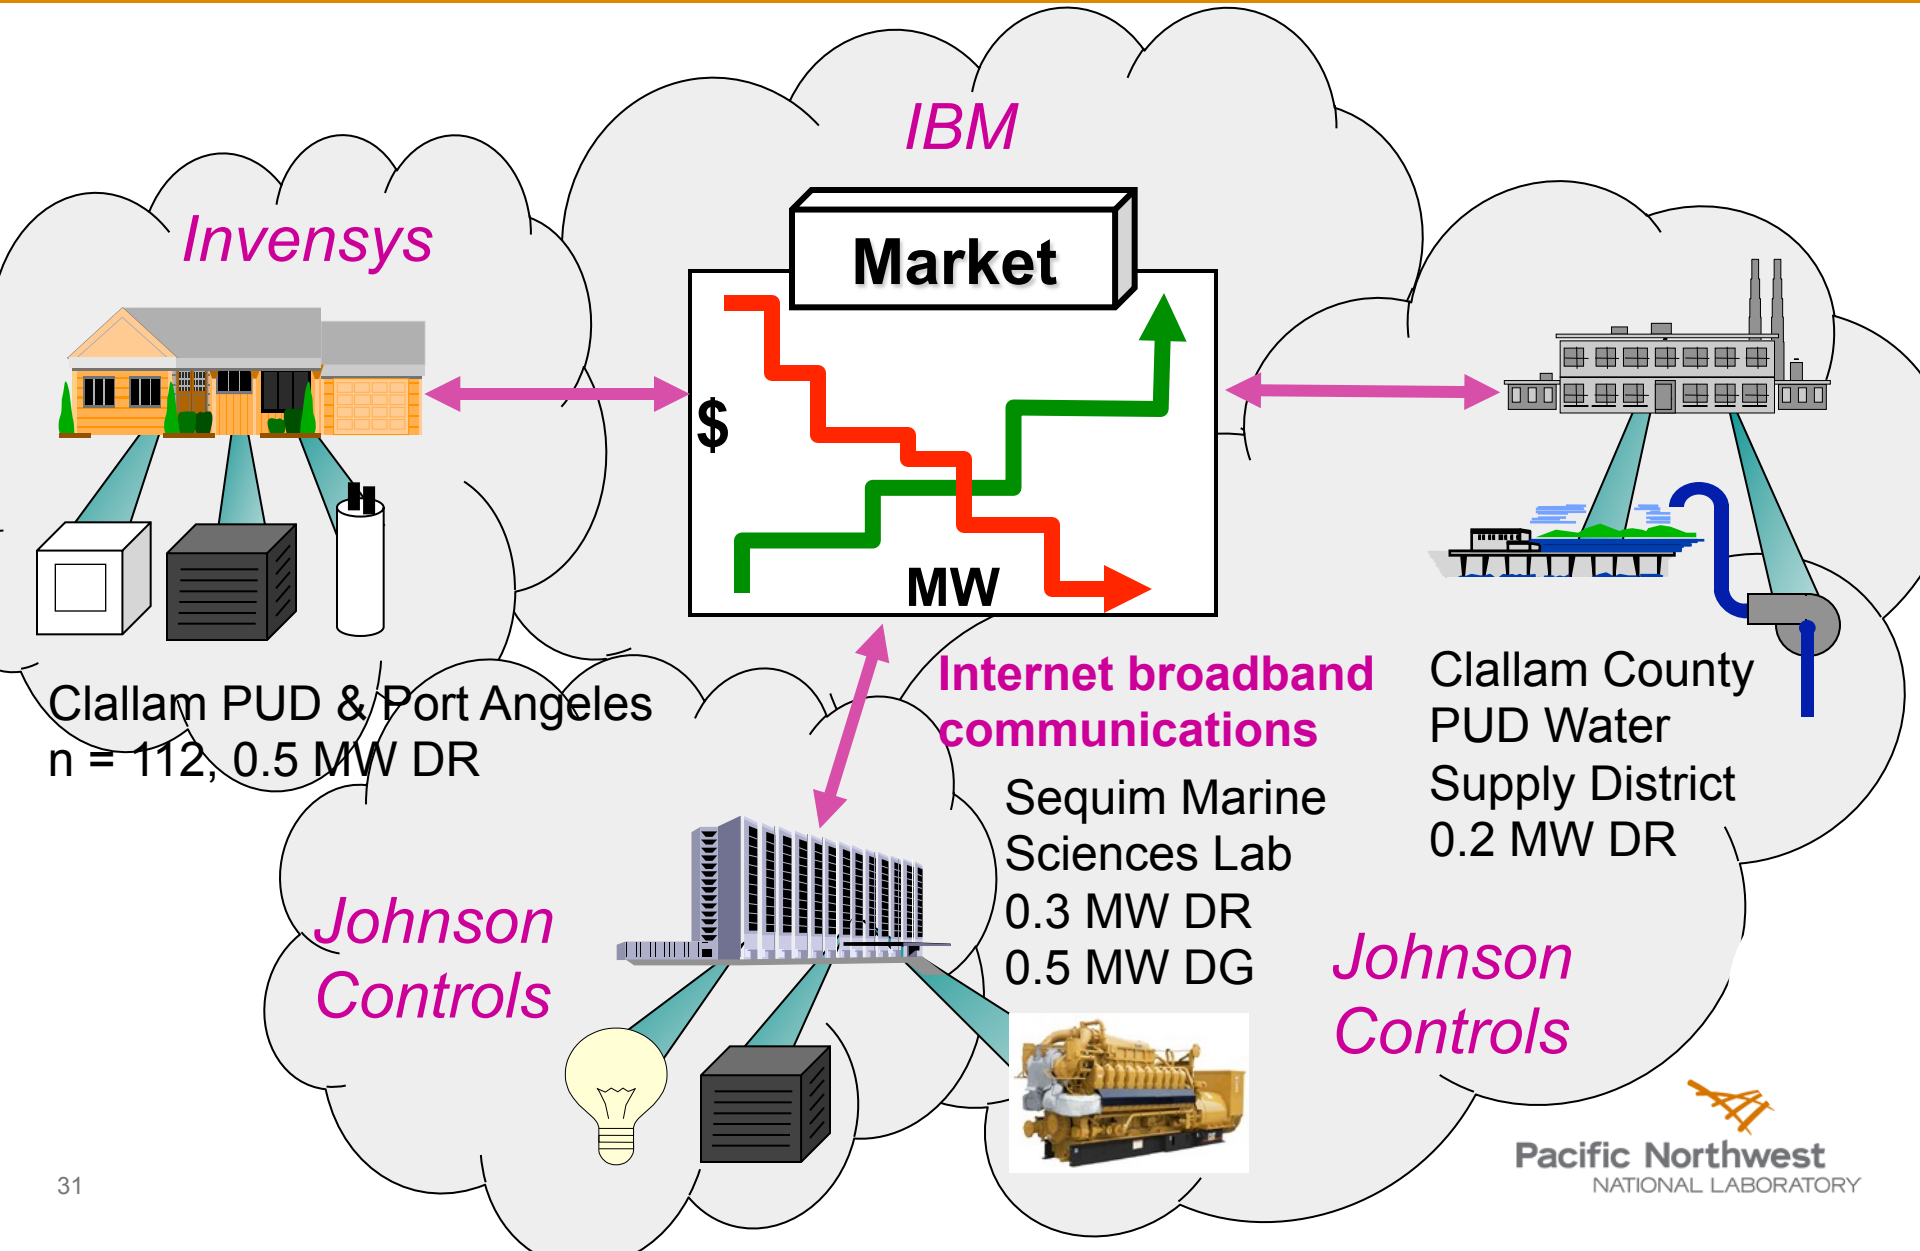 IBM
Invensys
Market
$
MW
Clallam PUD & Port Angeles
n = 112, 0.5 MW DR
Internet broadband
communications
Clallam County
PUD Water
Supply District
0.2 MW DR
Sequim Marine
Sciences Lab
0.3 MW DR
0.5 MW DG
Johnson
Controls
Johnson
Controls
Pacific Northwest
NATIONAL LABORATORY
31